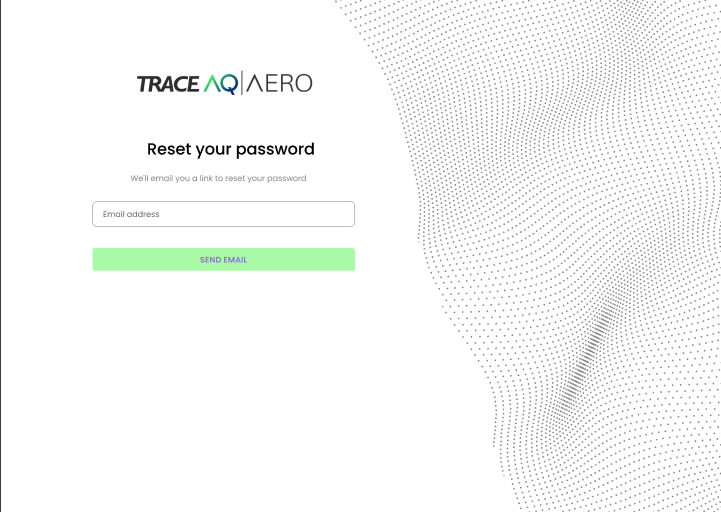 TRACE AQ|AERO
Reset your password
We'll email you a link to reset your password
Email address
SEND EMAIL